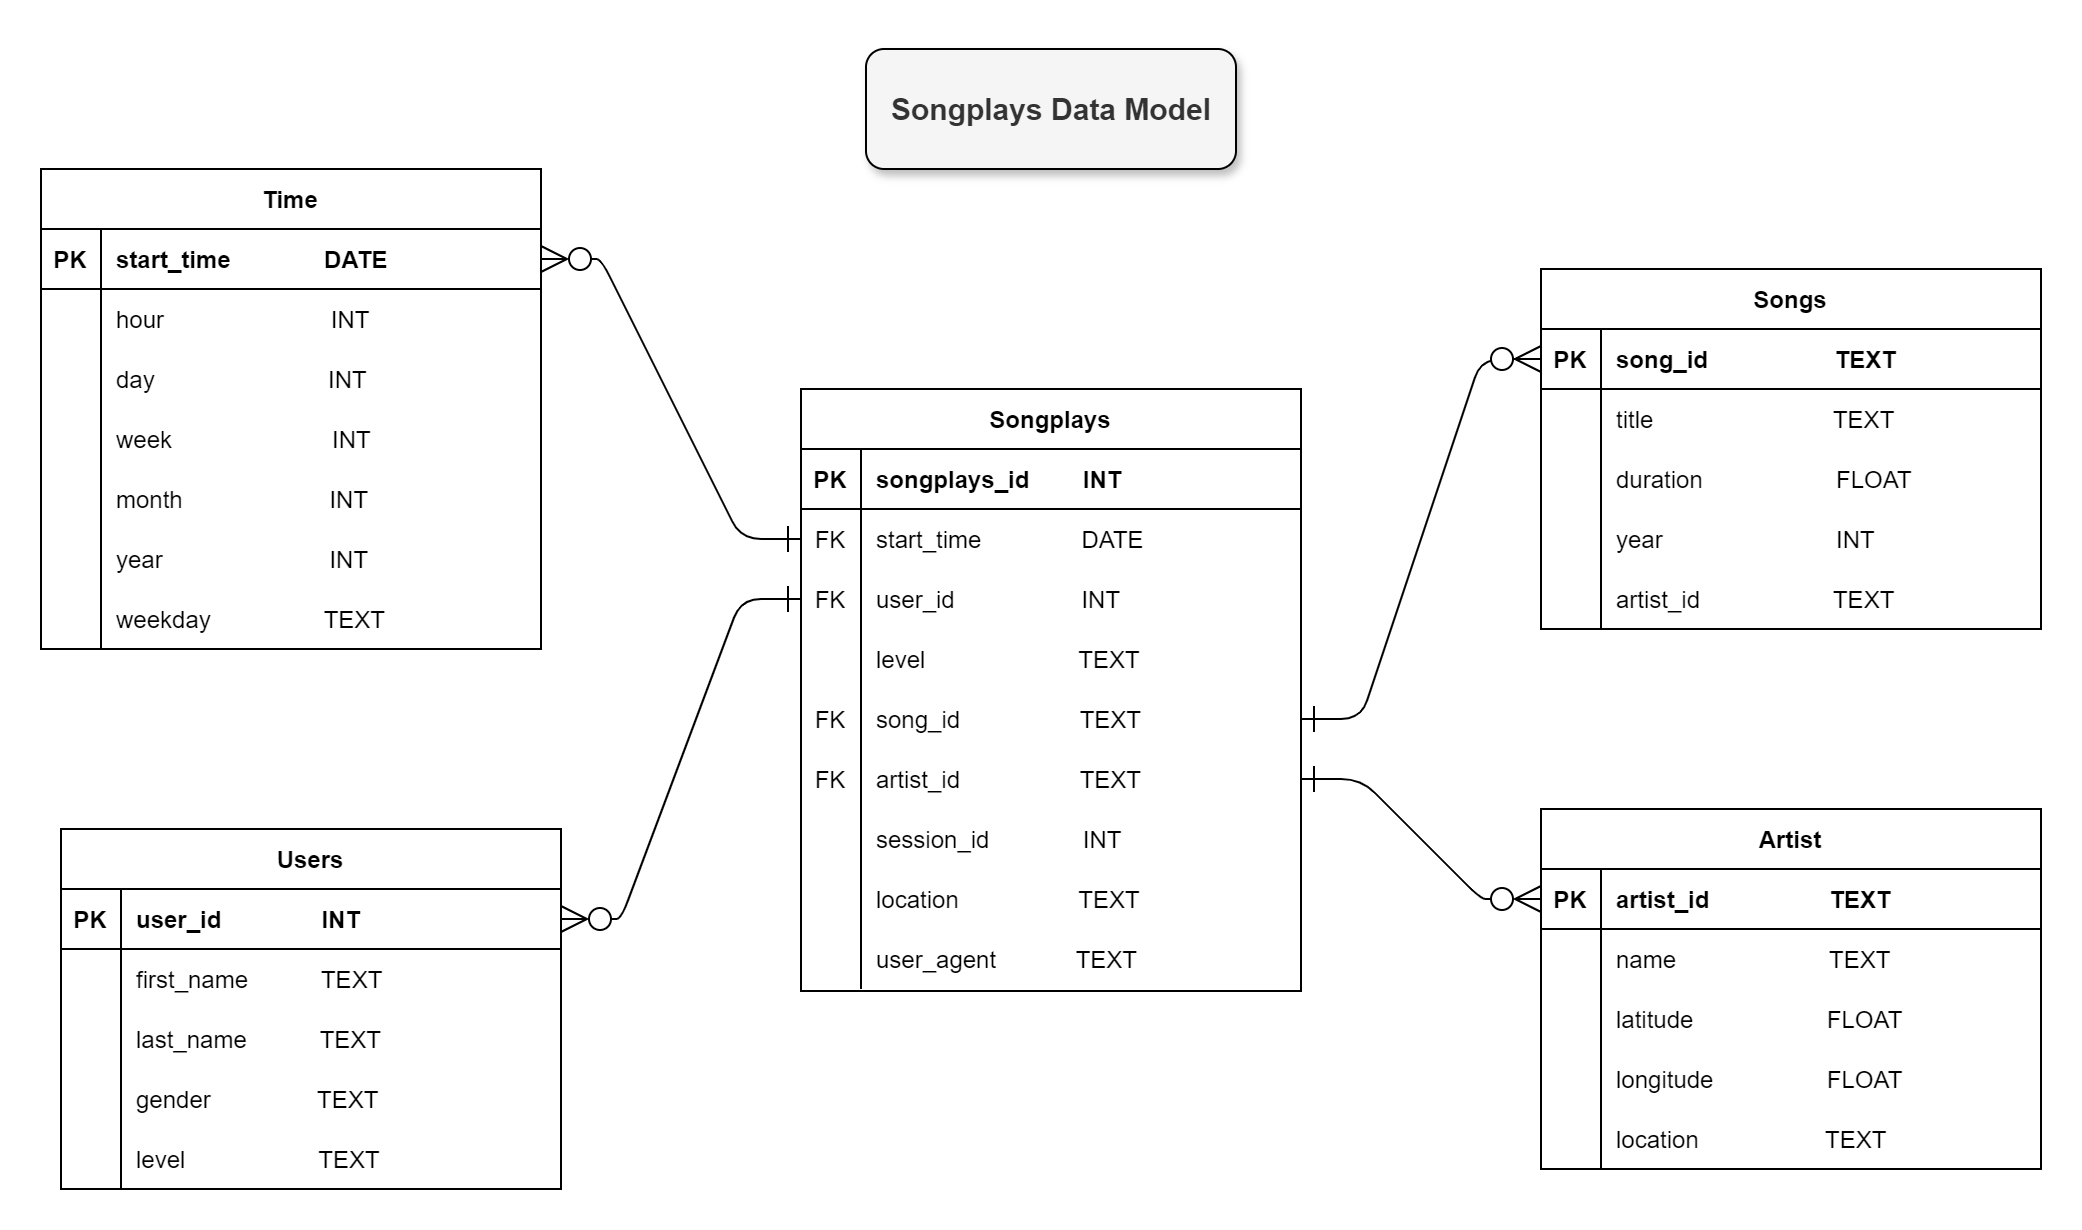 Songplays Data Model
Time
PK start_time DATE
hour INT
day INT
week INT
month INT
year INT
weekday TEXT
Users
PK user_id INT
first_name TEXT
last_name TEXT
gender TEXT
level TEXT
Songplays
PK songplays_id INT
FK start_time DATE
FK user_id INT
level TEXT
FK song_id TEXT
FK artist_id TEXT
session_id INT
location TEXT
user_agent TEXT
Songs
PK song_id TEXT
title TEXT
duration FLOAT
year INT
artist_id TEXT
Artist
PK artist_id TEXT
name TEXT
latitude FLOAT
longitude FLOAT
location TEXT